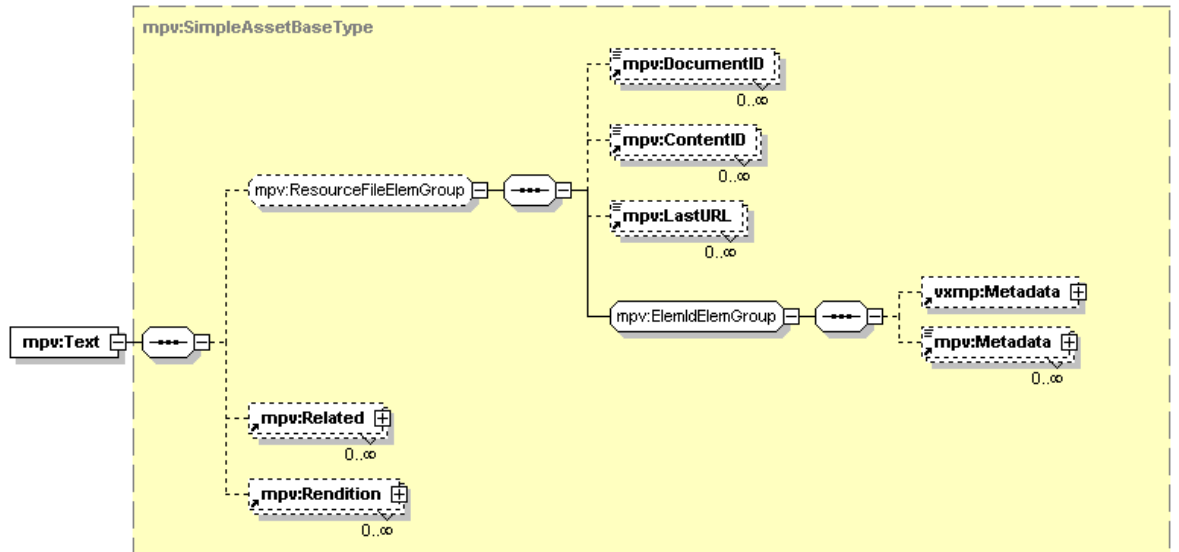 mpv:SimpleAssetBaseType
mpv:DocumentID
0..∞
mpv:ContentID
0..∞
mpv:ResourceFileElemGroup
mpv:LastURL
0..∞
vxmp:Metadata
mpv:ElemIdElemGroup
mpv:Text
mpv:Metadata
0..∞
mpv:Related
0..∞
mpv:Rendition
0..∞